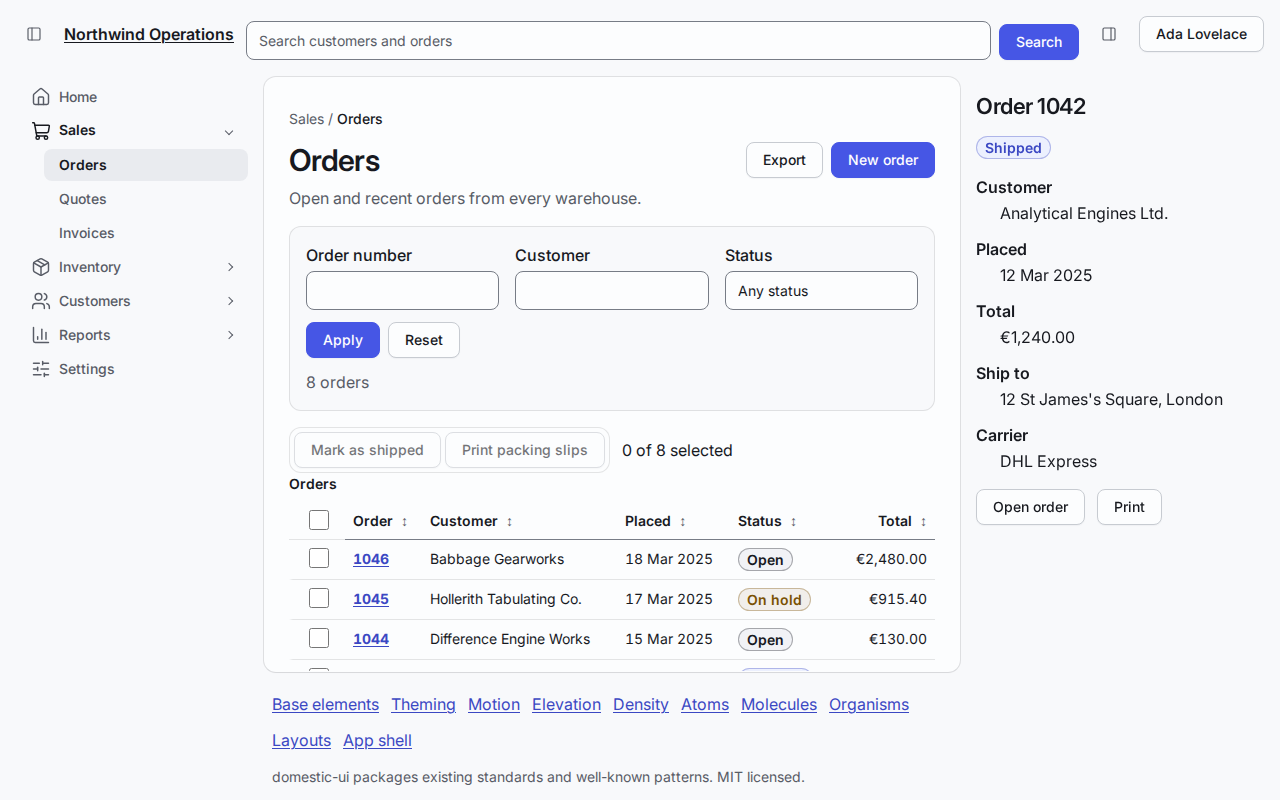 Northwind Operations
Search customers and orders
Search
Ada Lovelace
Home
Sales
Orders
Quotes
Invoices
Inventory
Customers
Reports
Settings
Sales / Orders
Orders
Export
New order
Open and recent orders from every warehouse.
Order number
Customer
Status
Any status
Apply
Reset
8 orders
Mark as shipped
Print packing slips
0 of 8 selected
Orders
Order ↕ Customer ↕ Placed ↕ Status ↕ Total ↕
1046 Babbage Gearworks 18 Mar 2025 Open €2,480.00
1045 Hollerith Tabulating Co. 17 Mar 2025 On hold €915.40
1044 Difference Engine Works 15 Mar 2025 Open €130.00
Order 1042
Shipped
Customer
Analytical Engines Ltd.
Placed
12 Mar 2025
Total
€1,240.00
Ship to
12 St James's Square, London
Carrier
DHL Express
Open order
Print
Base elements Theming Motion Elevation Density Atoms Molecules Organisms
Layouts App shell
domestic-ui packages existing standards and well-known patterns. MIT licensed.